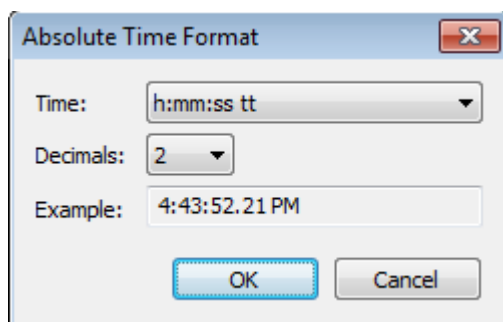 Absolute Time Format
Time: h:mm:ss tt
Decimals: 2
Example: 4:43:52.21 PM
OK Cancel